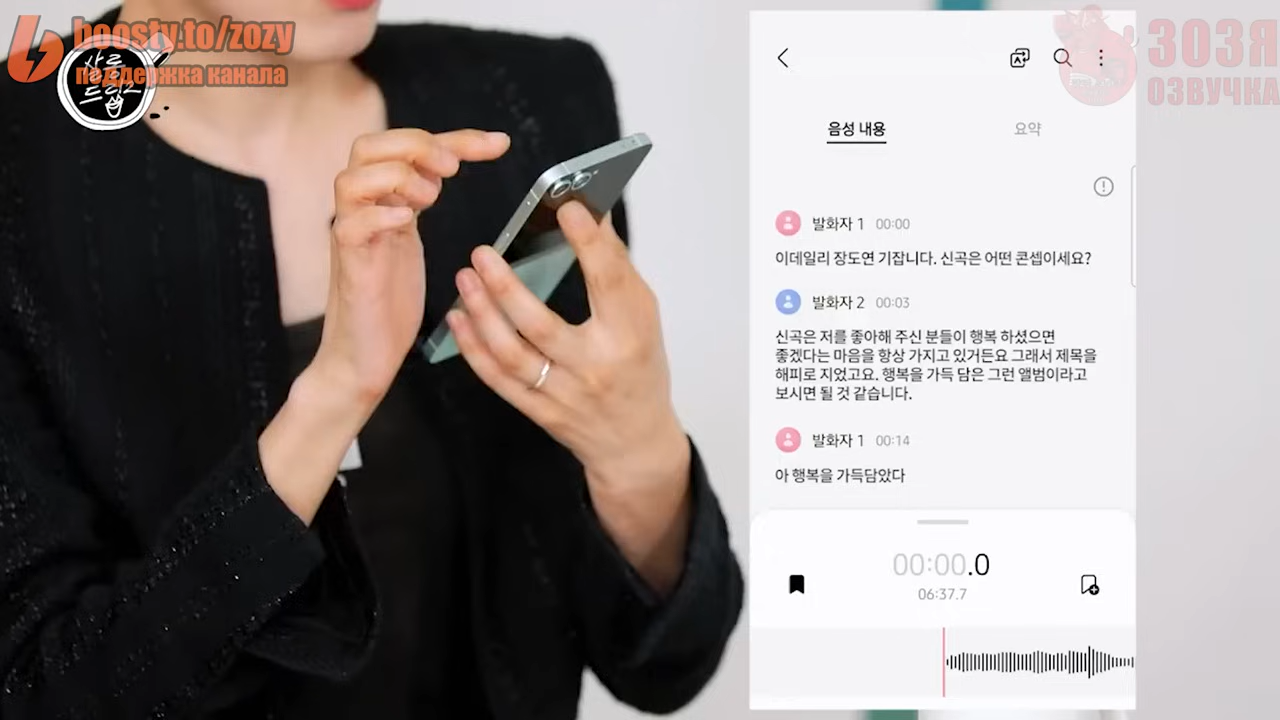 boosty.to/zozy
поддержка канала
살롱
드립2
ЗОЗЯ
ОЗВУЧКА
음성 내용
요약
발화자 1 00:00
이데일리 장도연 기잡니다. 신곡은 어떤 콘셉이세요?
발화자 2 00:03
신곡은 저를 좋아해 주신 분들이 행복 하셨으면
좋겠다는 마음을 항상 가지고 있거든요 그래서 제목을
해피로 지었고요. 행복을 가득 담은 그런 앨범이라고
보시면 될 것 같습니다.
발화자 1 00:14
아 행복을 가득담았다
00:00.0
06:37.7